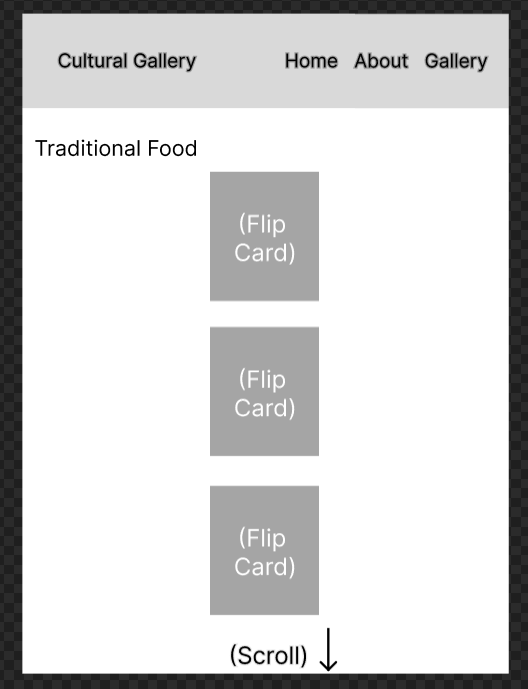 Cultural Gallery Home About Gallery
Traditional Food
(Flip
Card)
(Flip
Card)
(Flip
Card)
(Scroll)